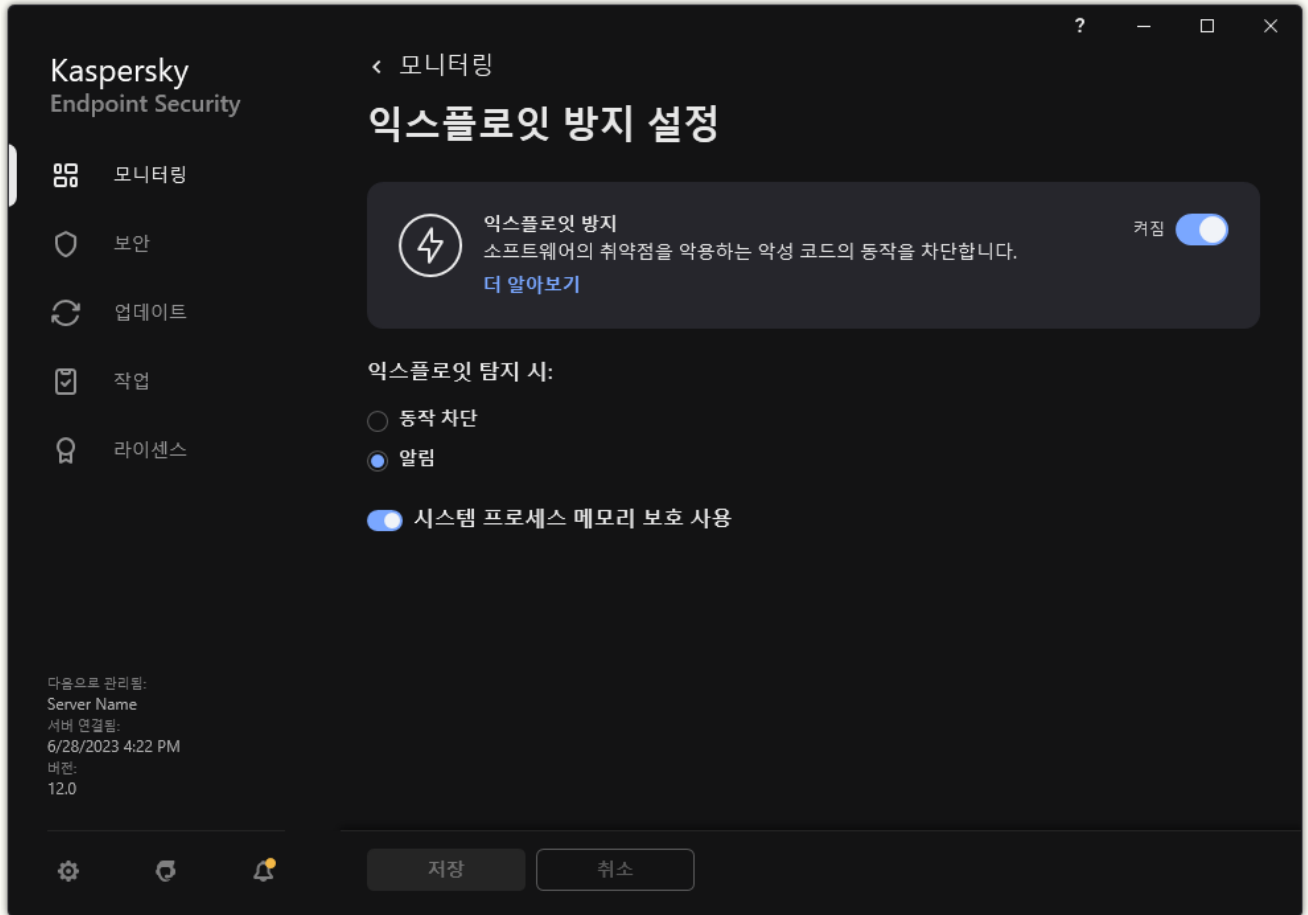 ?
Kaspersky
Endpoint Security
모니터링
보안
업데이트
작업
라이센스
다음으로 관리됨:
Server Name
서버 연결됨:
6/28/2023 4:22 PM
버전:
12.0
모니터링
익스플로잇 방지 설정
익스플로잇 방지
소프트웨어의 취약점을 악용하는 악성 코드의 동작을 차단합니다.
더 알아보기
켜짐
익스플로잇 탐지 시:
동작 차단
알림
시스템 프로세스 메모리 보호 사용
저장
취소